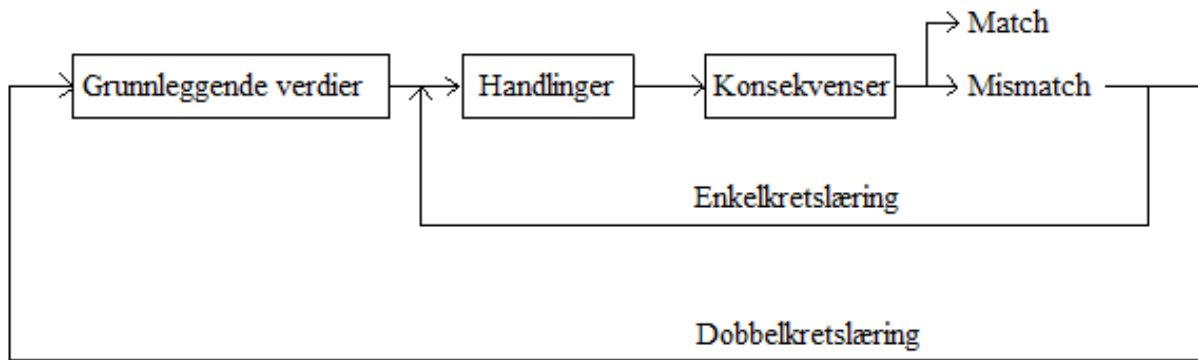 Match
Grunnleggende verdier
Handlinger
Konsekvenser
Mismatch
Enkelkretslæring
Dobbelkretslæring